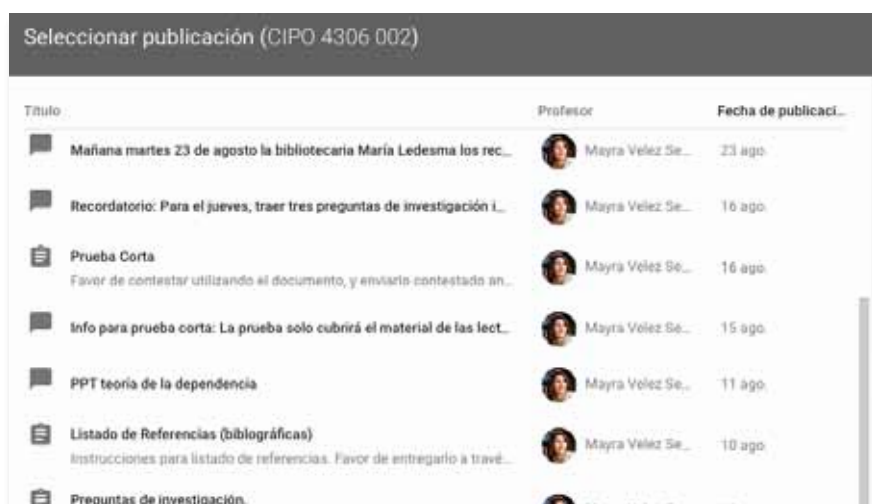 Seleccionar publicación (CIPO 4306 002)
Título Profesor Fecha de publicaci...
Mañana martes 23 de agosto la bibliotecaria María Ledesma los rec... Mayra Velez Se... 23 ago.
Recordatorio: Para el jueves, traer tres preguntas de investigación i... Mayra Velez Se... 16 ago.
Prueba Corta
Favor de contestar utilizando el documento, y enviarlo contestado an... Mayra Velez Se... 16 ago.
Info para prueba corta: La prueba solo cubrirá el material de las lect... Mayra Velez Se... 15 ago.
PPT teoría de la dependencia Mayra Velez Se... 11 ago.
Listado de Referencias (bibliográficas)
Instrucciones para listado de referencias. Favor de entregarlo a travé... Mayra Velez Se... 10 ago.
Preguntas de investigación.